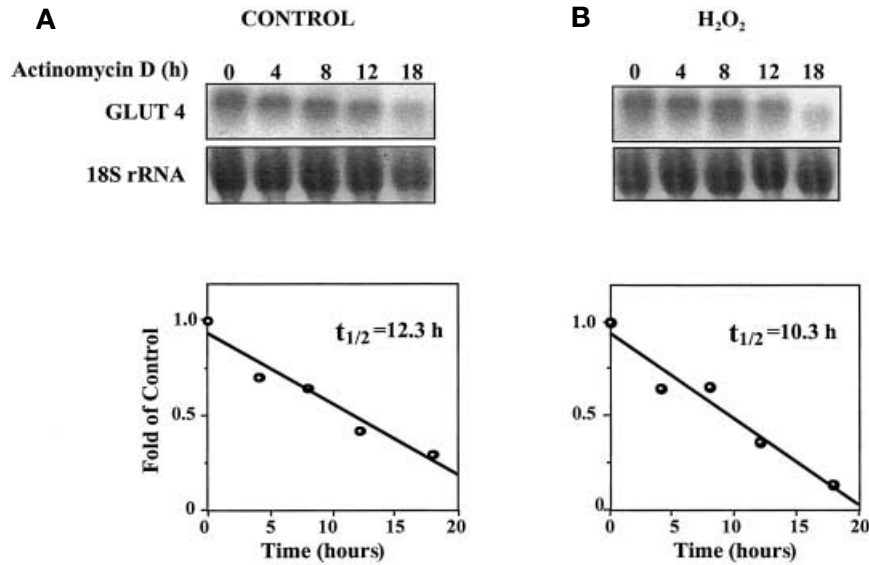 A CONTROL
Actinomycin D (h) 0 4 8 12 18
GLUT 4
18S rRNA
Fold of Control
1.0
0.5
0
t1/2=12.3 h
0 5 10 15 20
Time (hours)
B H2O2
0 4 8 12 18
1.0
0.5
0
t1/2=10.3 h
0 5 10 15 20
Time (hours)